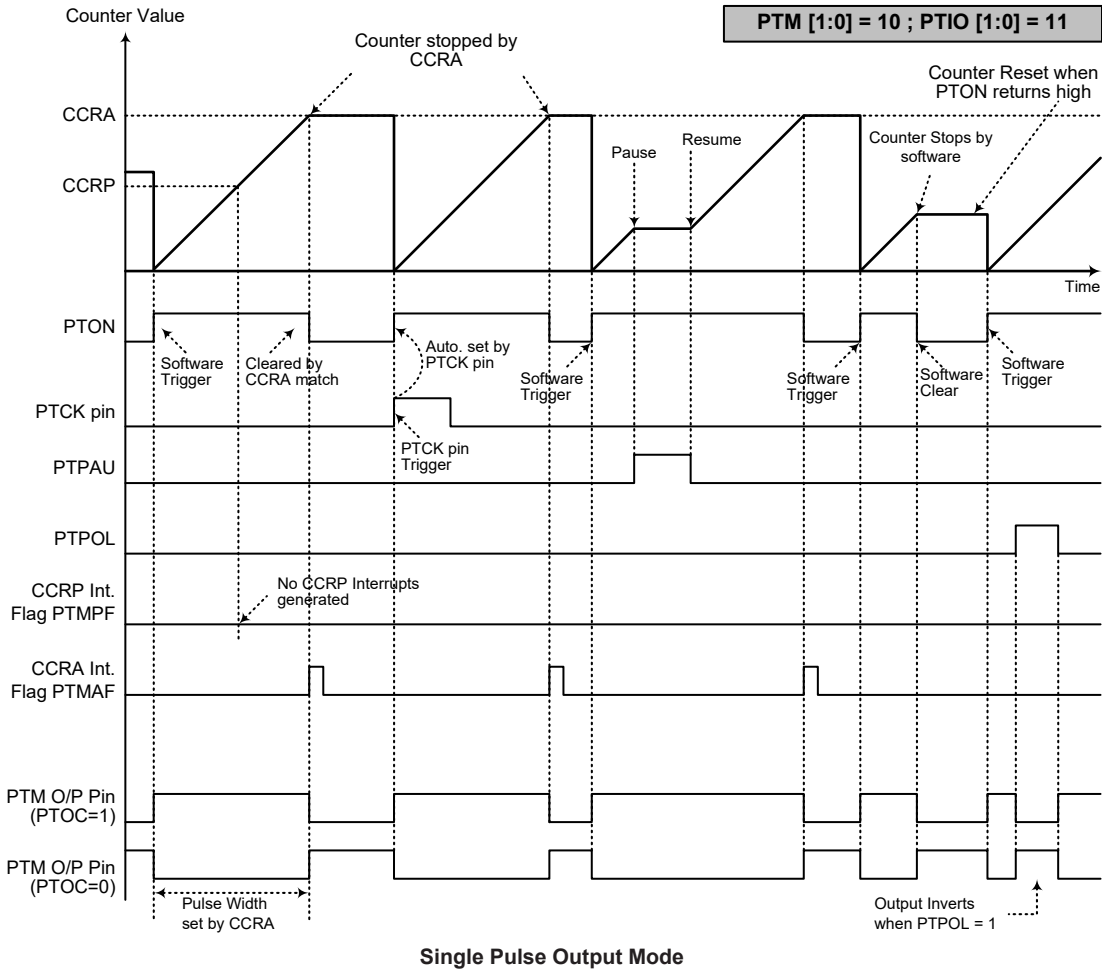 Counter Value
PTM [1:0] = 10 ; PTIO [1:0] = 11
Counter stopped by
CCRA
Counter Reset when
PTON returns high
CCRA
Pause
Resume
Counter Stops by
software
CCRP
Time
PTON
Software
Trigger
Cleared by
CCRA match
Auto. set by
PTCK pin
Software
Trigger
Software
Trigger
Software
Clear
Software
Trigger
PTCK pin
PTCK pin
Trigger
PTPAU
PTPOL
CCRP Int.
Flag PTMPF
No CCRP Interrupts
generated
CCRA Int.
Flag PTMAF
PTM O/P Pin
(PTOC=1)
PTM O/P Pin
(PTOC=0)
Pulse Width
set by CCRA
Output Inverts
when PTPOL = 1
Single Pulse Output Mode